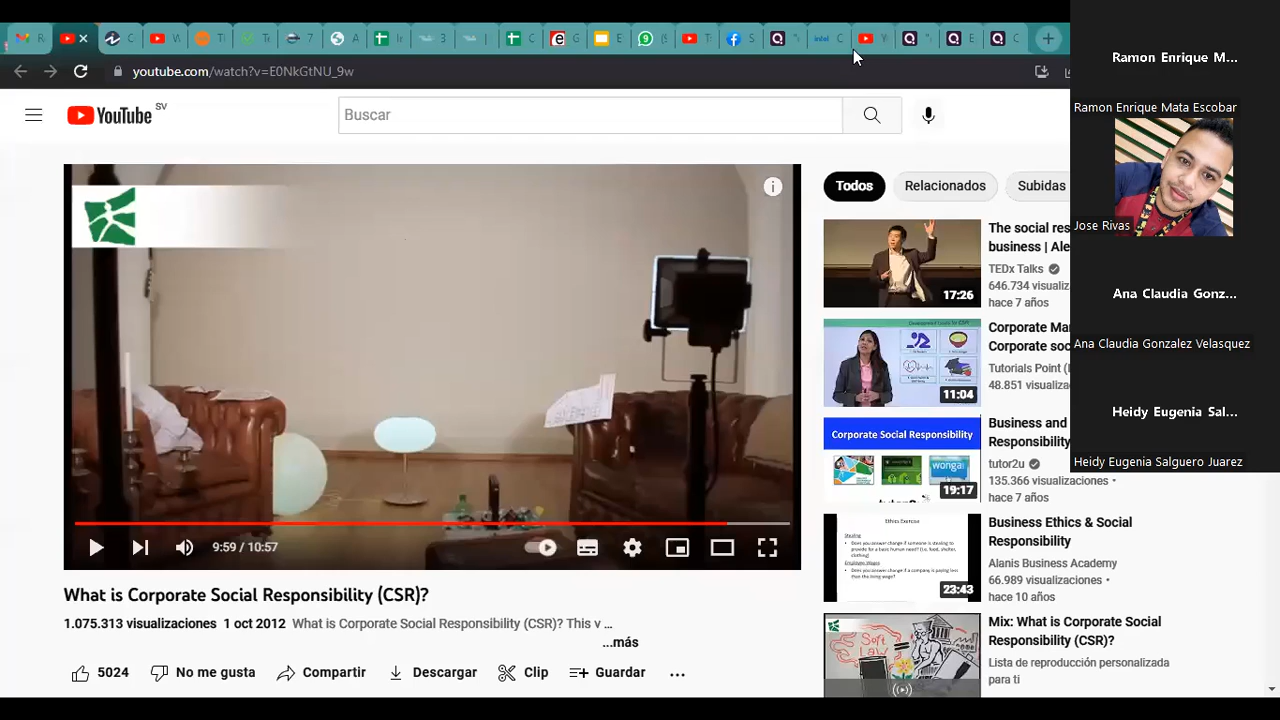 youtube.com/watch?v=E0NkGtNU_9w
YouTube SV
Buscar
9:59 / 10:57
What is Corporate Social Responsibility (CSR)?
1.075.313 visualizaciones 1 oct 2012 What is Corporate Social Responsibility (CSR)? This v ...
...más
5024 No me gusta Compartir Descargar Clip Guardar
Todos Relacionados Subidas
The social res
business | Ale
TEDx Talks
646.734 visualiza
hace 7 años
17:26
Corporate Mar
Corporate soc
Tutorials Point (I
48.851 visualizac
11:04
Corporate Social Responsibility
wongai
19:17
Business and
Responsibility
tutor2u
135.366 visualizaciones •
hace 7 años
Ethics Exercise
23:43
Business Ethics & Social
Responsibility
Alanis Business Academy
66.989 visualizaciones •
hace 10 años
Soft
Law
Mix: What is Corporate Social
Responsibility (CSR)?
Lista de reproducción personalizada
para ti
Ramon Enrique M...
Ramon Enrique Mata Escobar
Jose Rivas
Ana Claudia Gonz...
Ana Claudia Gonzalez Velasquez
Heidy Eugenia Sal...
Heidy Eugenia Salguero Juarez